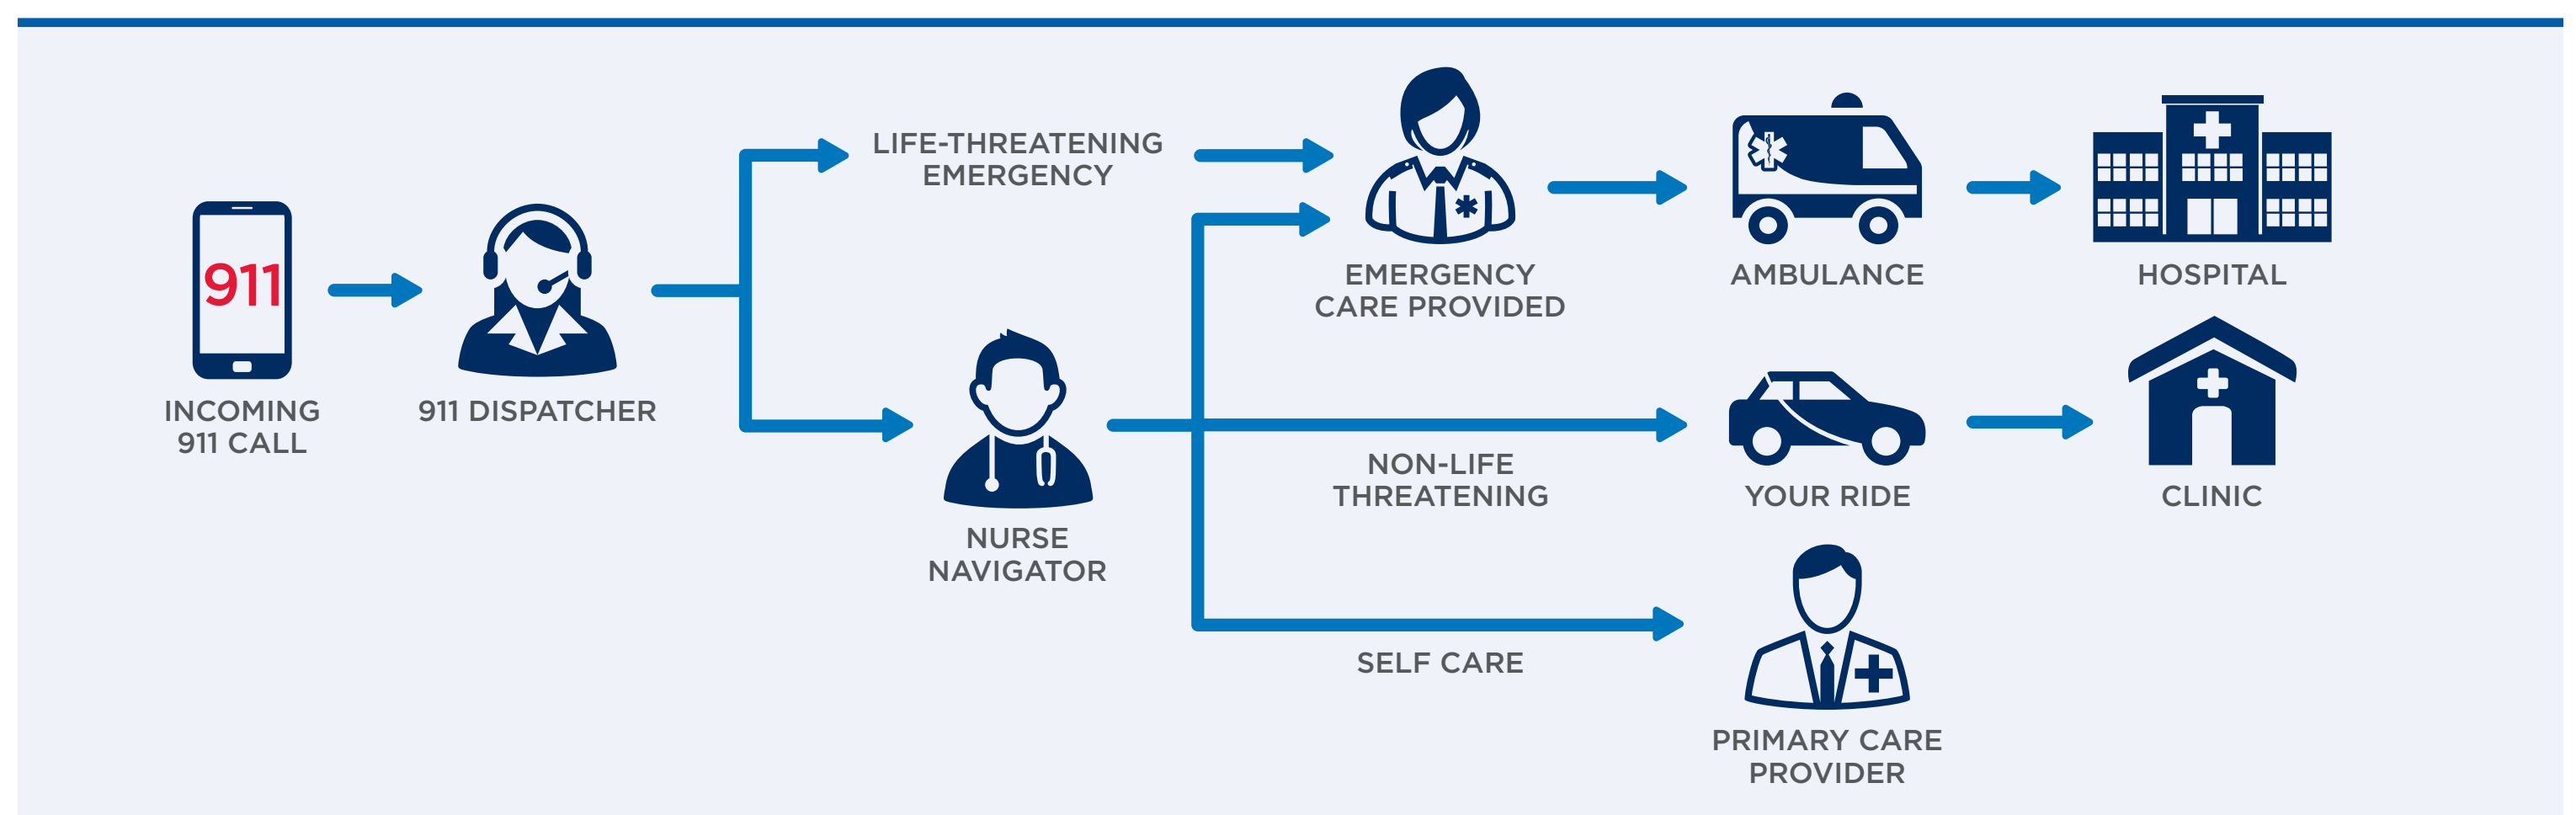 911
INCOMING
911 CALL
911 DISPATCHER
LIFE-THREATENING
EMERGENCY
NURSE
NAVIGATOR
EMERGENCY
CARE PROVIDED
AMBULANCE
HOSPITAL
NON-LIFE
THREATENING
YOUR RIDE
CLINIC
SELF CARE
PRIMARY CARE
PROVIDER